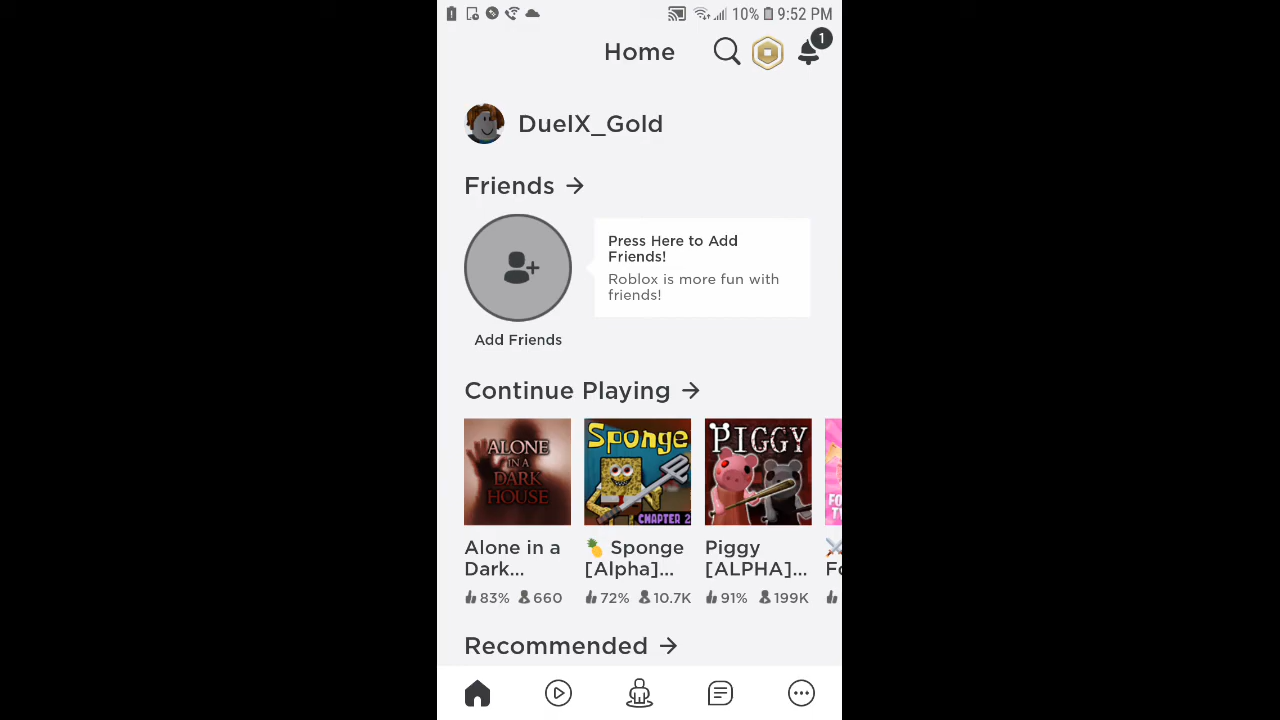 10% 9:52 PM
Home
1
DuelX_Gold
Friends →
Press Here to Add
Friends!
Roblox is more fun with
friends!
Add Friends
Continue Playing →
ALONE
IN A
DARK
HOUSE
Sponge
CHAPTER 2
PIGGY
Alone in a
Dark...
🍍 Sponge
[Alpha]...
Piggy
[ALPHA]...
83% 660
72% 10.7K
91% 199K
Recommended →